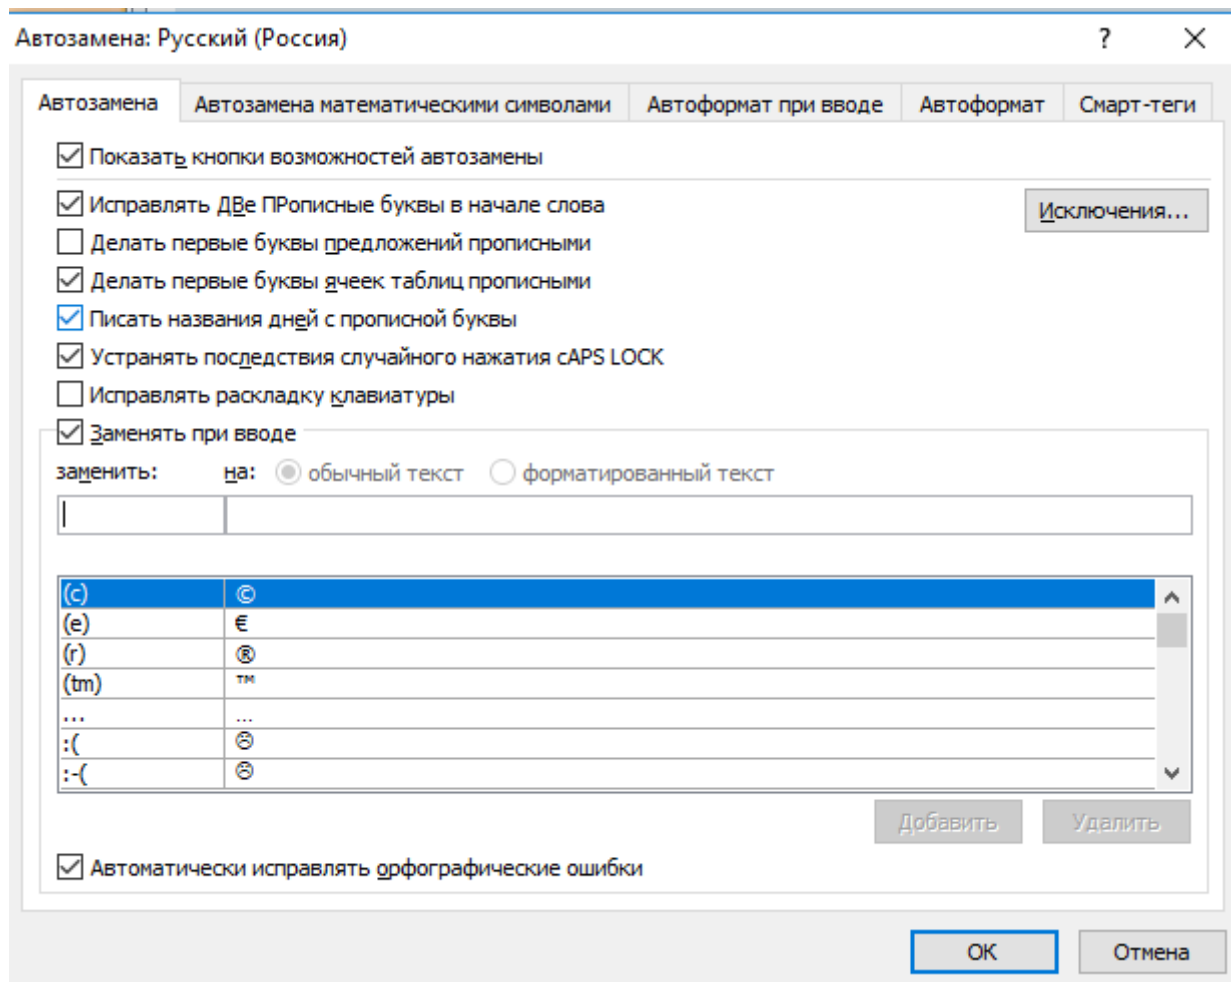 Автозамена: Русский (Россия) ?
Автозамена Автозамена математическими символами Автоформат при вводе Автоформат Смарт-теги
Показать кнопки возможностей автозамены
Исправлять ДВе ПРописные буквы в начале слова Исключения...
Делать первые буквы предложений прописными
Делать первые буквы ячеек таблиц прописными
Писать названия дней с прописной буквы
Устранять последствия случайного нажатия cAPS LOCK
Исправлять раскладку клавиатуры
Заменять при вводе
заменить: на: обычный текст форматированный текст
(c) ©
(e) €
(r) ®
(tm) ™
... …
:( ☹
:-( ☹
Добавить Удалить
Автоматически исправлять орфографические ошибки
ОК Отмена